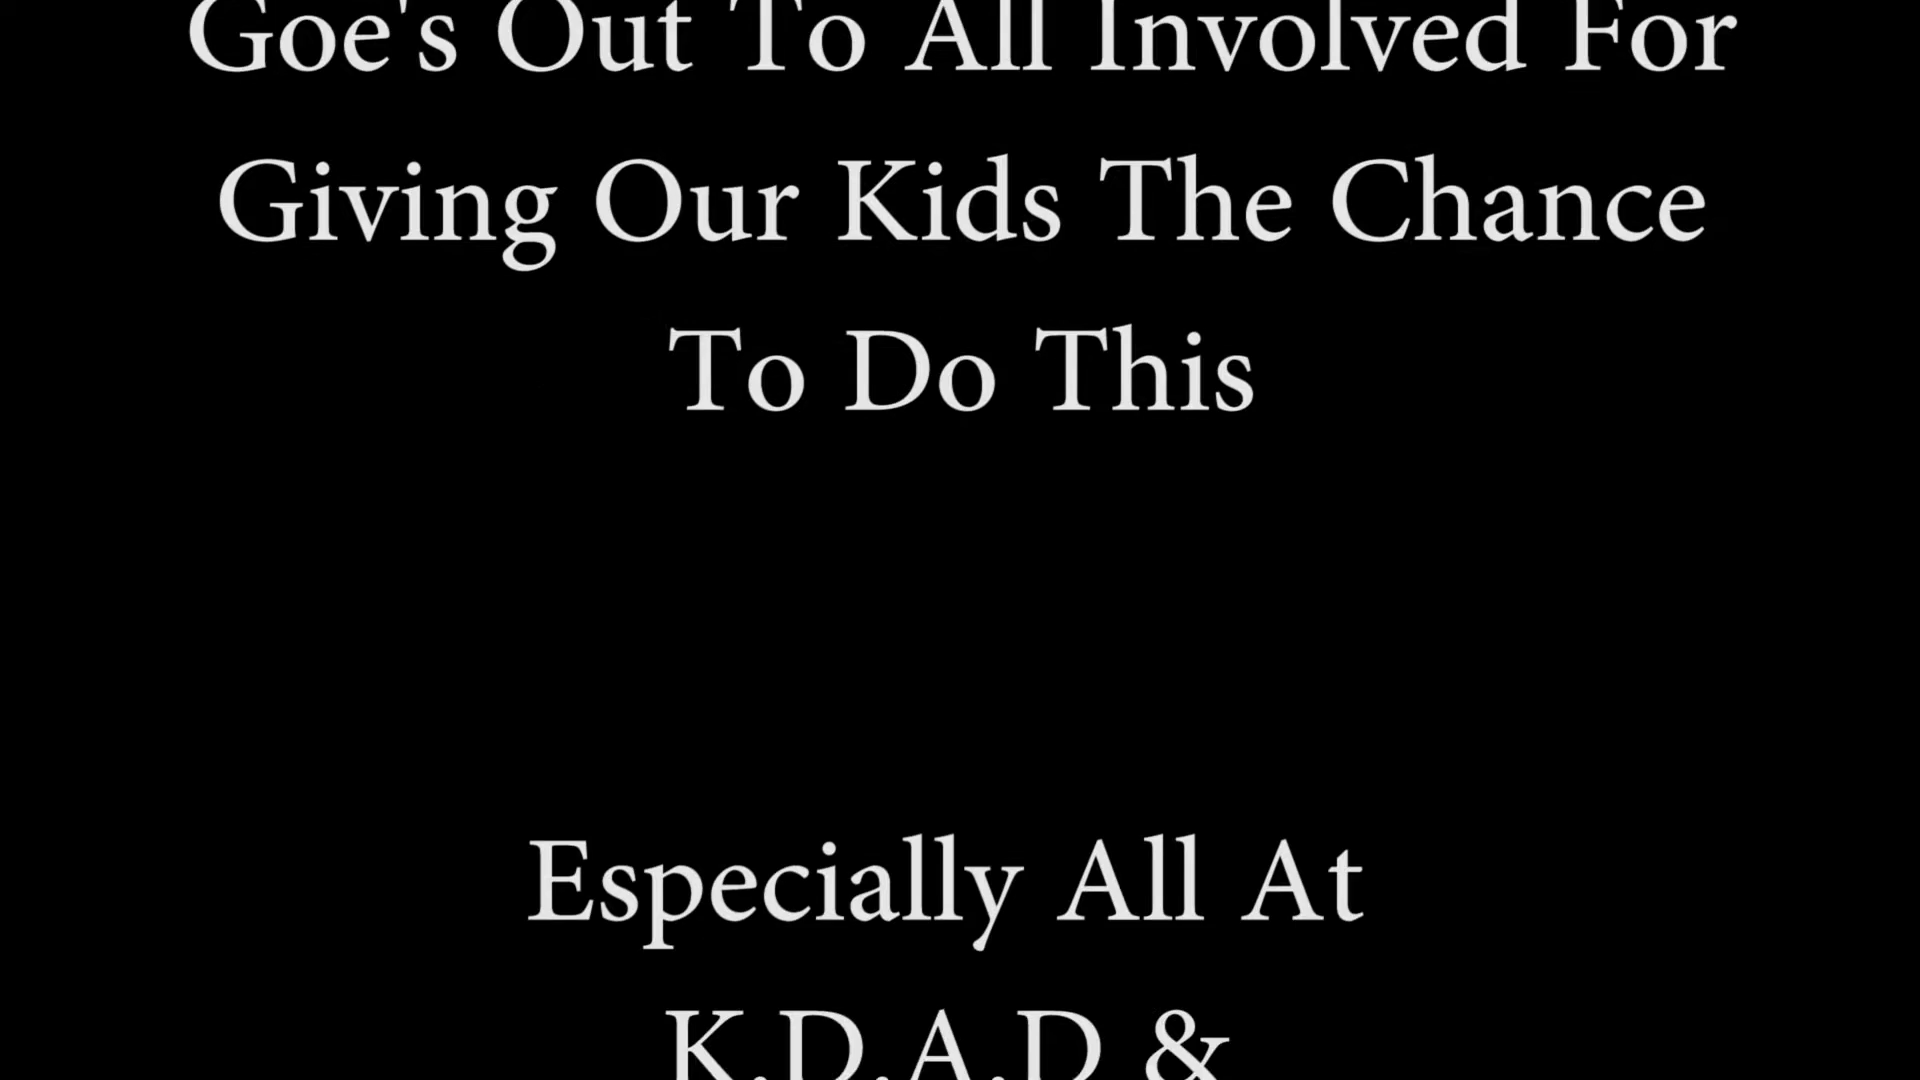 Goe's Out To All Involved For
Giving Our Kids The Chance
To Do This
Especially All At
K.D.A.D &